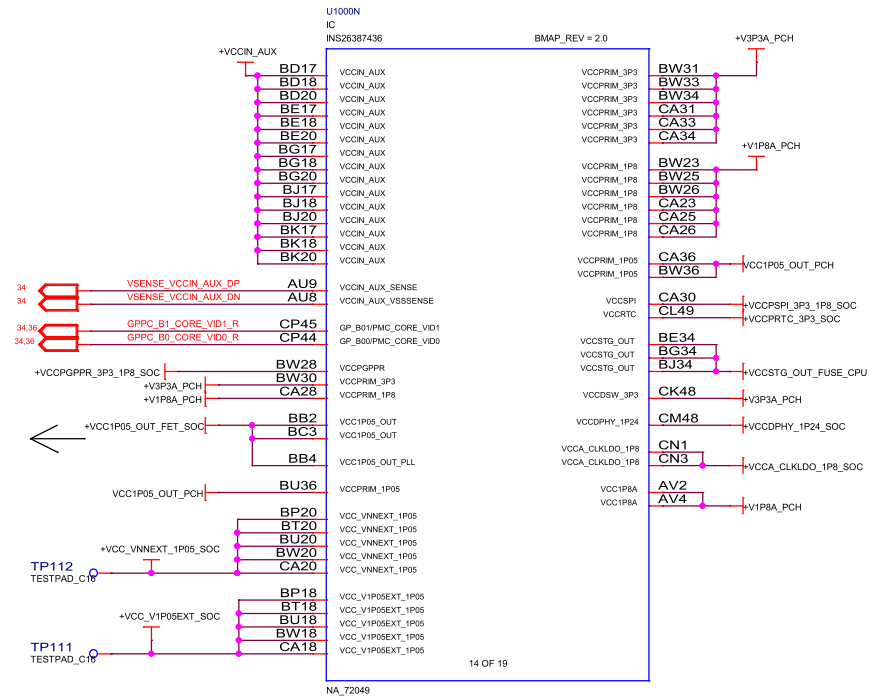 U1000N
IC
INS26387436
BMAP_REV = 2.0
+VCCIN_AUX
+V3P3A_PCH
BD17 VCCIN_AUX
BD18 VCCIN_AUX
BD20 VCCIN_AUX
BE17 VCCIN_AUX
BE18 VCCIN_AUX
BE20 VCCIN_AUX
BG17 VCCIN_AUX
BG18 VCCIN_AUX
BG20 VCCIN_AUX
BJ17 VCCIN_AUX
BJ18 VCCIN_AUX
BJ20 VCCIN_AUX
BK17 VCCIN_AUX
BK18 VCCIN_AUX
BK20 VCCIN_AUX
34 VSENSE_VCCIN_AUX_DP AU9 VCCIN_AUX_SENSE
34 VSENSE_VCCIN_AUX_DN AU8 VCCIN_AUX_VSSSENSE
34,36 GPPC_B1_CORE_VID1_R CP45 GP_B01/PMC_CORE_VID1
34,36 GPPC_B0_CORE_VID0_R CP44 GP_B00/PMC_CORE_VID0
+VCCPGPPR_3P3_1P8_SOC BW28 VCCPGPPR
+V3P3A_PCH BW30 VCCPRIM_3P3
+V1P8A_PCH CA28 VCCPRIM_1P8
+VCC1P05_OUT_FET_SOC BB2 VCC1P05_OUT
BC3 VCC1P05_OUT
BB4 VCC1P05_OUT_PLL
VCC1P05_OUT_PCH BU36 VCCPRIM_1P05
BP20 VCC_VNNEXT_1P05
BT20 VCC_VNNEXT_1P05
BU20 VCC_VNNEXT_1P05
+VCC_VNNEXT_1P05_SOC BW20 VCC_VNNEXT_1P05
TP112 CA20 VCC_VNNEXT_1P05
TESTPAD_C16
BP18 VCC_V1P05EXT_1P05
BT18 VCC_V1P05EXT_1P05
+VCC_V1P05EXT_SOC BU18 VCC_V1P05EXT_1P05
BW18 VCC_V1P05EXT_1P05
TP111 CA18 VCC_V1P05EXT_1P05
TESTPAD_C16
VCCPRIM_3P3 BW31
VCCPRIM_3P3 BW33
VCCPRIM_3P3 BW34
VCCPRIM_3P3 CA31
VCCPRIM_3P3 CA33
VCCPRIM_3P3 CA34
+V1P8A_PCH
VCCPRIM_1P8 BW23
VCCPRIM_1P8 BW25
VCCPRIM_1P8 BW26
VCCPRIM_1P8 CA23
VCCPRIM_1P8 CA25
VCCPRIM_1P8 CA26
VCCPRIM_1P05 CA36 VCC1P05_OUT_PCH
VCCPRIM_1P05 BW36
VCCSPI CA30 +VCCPSPI_3P3_1P8_SOC
VCCRTC CL49 +VCCPRTC_3P3_SOC
VCCSTG_OUT BE34
VCCSTG_OUT BG34
VCCSTG_OUT BJ34 +VCCSTG_OUT_FUSE_CPU
VCCDSW_3P3 CK48 +V3P3A_PCH
VCCDPHY_1P24 CM48 +VCCDPHY_1P24_SOC
VCCA_CLKLDO_1P8 CN1
VCCA_CLKLDO_1P8 CN3 +VCCA_CLKLDO_1P8_SOC
VCC1P8A AV2
VCC1P8A AV4 +V1P8A_PCH
14 OF 19
NA_72049